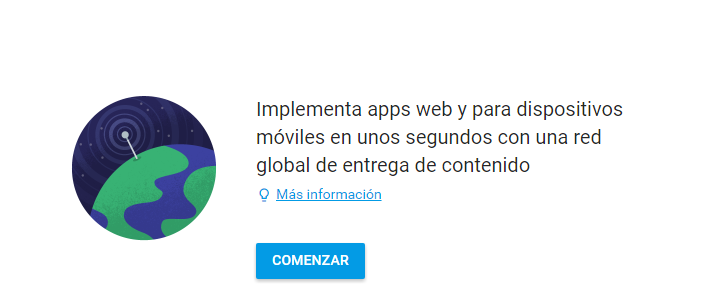 Implementa apps web y para dispositivos
móviles en unos segundos con una red
global de entrega de contenido
Más información
COMENZAR